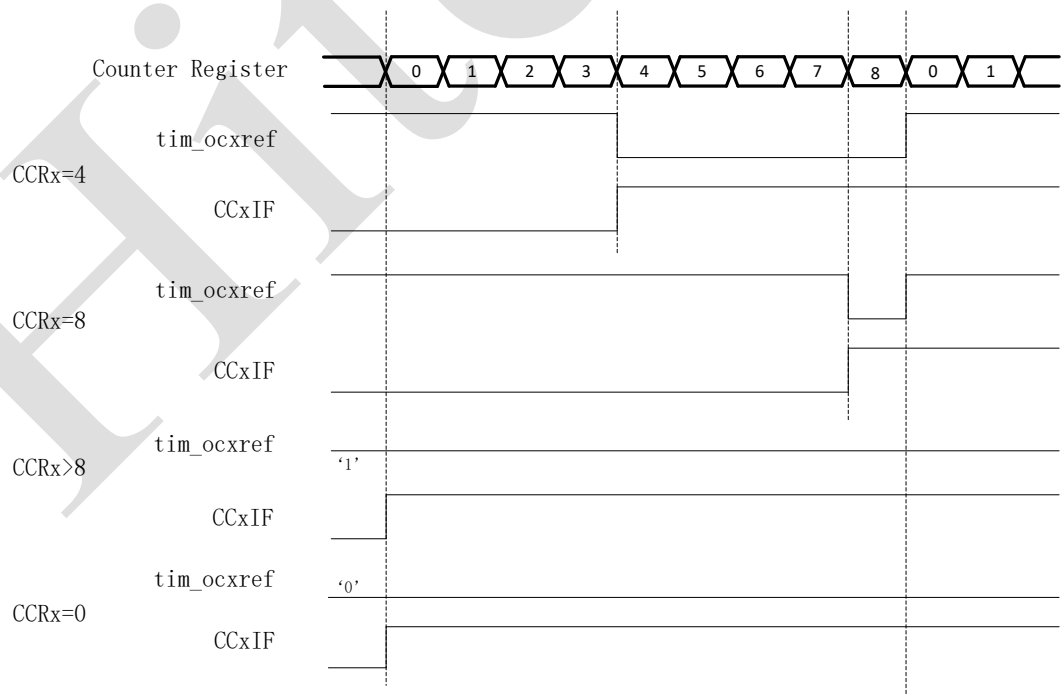 Counter Register 0 1 2 3 4 5 6 7 8 0 1
tim_ocxref
CCRx=4
CCxIF
tim_ocxref
CCRx=8
CCxIF
tim_ocxref
‘1’
CCRx>8
CCxIF
tim_ocxref
‘0’
CCRx=0
CCxIF